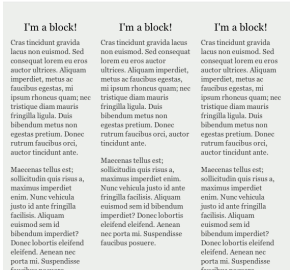 I'm a block!
Cras tincidunt gravida
lacus non euismod. Sed
consequat lorem eu eros
auctor ultrices. Aliquam
imperdiet, metus ac
faucibus egestas, mi
ipsum rhoncus quam; nec
tristique diam mauris
fringilla ligula. Duis
bibendum metus non
egestas pretium. Donec
rutrum faucibus orci,
auctor tincidunt ante.
Maecenas tellus est;
sollicitudin quis risus a,
maximus imperdiet
enim. Nunc vehicula
justo id ante fringilla
facilisis. Aliquam
euismod sem id
bibendum imperdiet?
Donec lobortis eleifend
eleifend. Aenean nec
porta mi. Suspendisse
faucibus posuere.
I'm a block!
Cras tincidunt gravida
lacus non euismod. Sed
consequat lorem eu eros
auctor ultrices. Aliquam
imperdiet, metus
ac faucibus egestas, mi
ipsum rhoncus quam; nec
tristique diam mauris
fringilla ligula. Duis
bibendum metus non
egestas pretium. Donec
rutrum faucibus orci, auctor
tincidunt ante.
Maecenas tellus est;
sollicitudin quis risus a,
maximus imperdiet enim.
Nunc vehicula justo id ante
fringilla facilisis. Aliquam
euismod sem id bibendum
imperdiet? Donec lobortis
eleifend eleifend. Aenean
nec porta mi. Suspendisse
faucibus posuere.
I'm a block!
Cras tincidunt gravida
lacus non euismod. Sed
consequat lorem eu eros
auctor ultrices. Aliquam
imperdiet, metus ac
faucibus egestas, mi
ipsum rhoncus quam; nec
tristique diam mauris
fringilla ligula. Duis
bibendum metus non
egestas pretium. Donec
rutrum faucibus orci,
auctor tincidunt ante.
Maecenas tellus est;
sollicitudin quis risus a,
maximus imperdiet
enim. Nunc vehicula
justo id ante fringilla
facilisis. Aliquam
euismod sem id
bibendum imperdiet?
Donec lobortis eleifend
eleifend. Aenean nec
porta mi. Suspendisse
faucibus posuere.